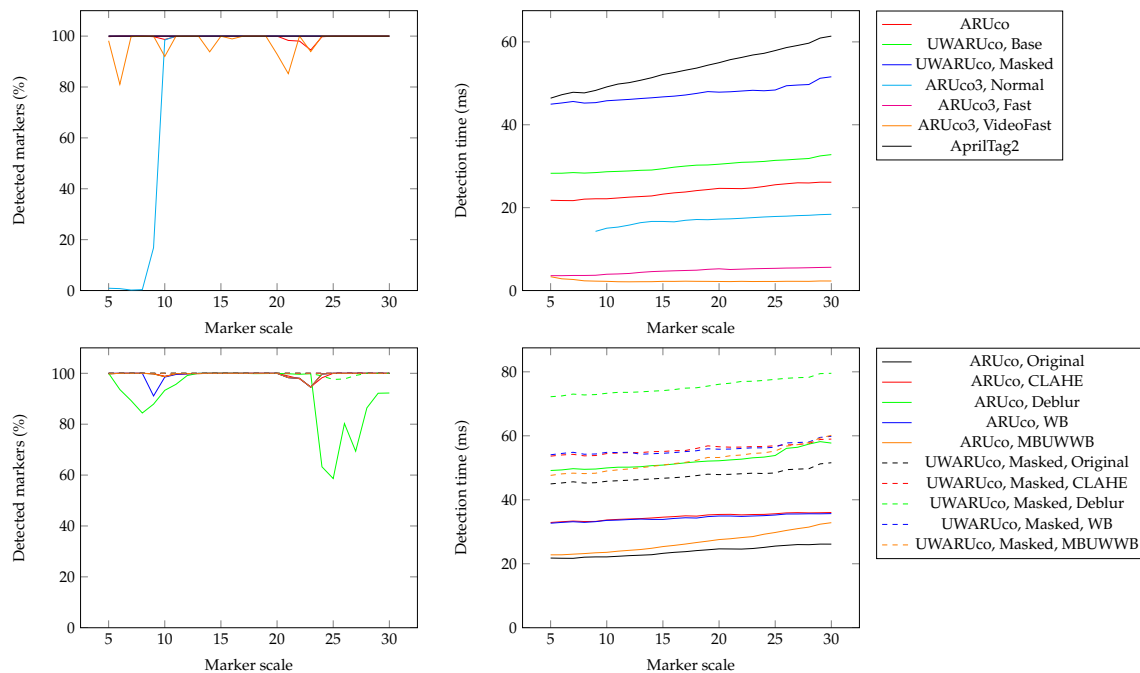 100
80
60
40
20
0
5 10 15 20 25 30
Detected markers (%)
Marker scale
60
40
20
0
5 10 15 20 25 30
Detection time (ms)
Marker scale
ARUco
UWARUco, Base
UWARUco, Masked
ARUco3, Normal
ARUco3, Fast
ARUco3, VideoFast
AprilTag2
100
80
60
40
20
0
5 10 15 20 25 30
Detected markers (%)
Marker scale
80
60
40
20
0
5 10 15 20 25 30
Detection time (ms)
Marker scale
ARUco, Original
ARUco, CLAHE
ARUco, Deblur
ARUco, WB
ARUco, MBUWWB
UWARUco, Masked, Original
UWARUco, Masked, CLAHE
UWARUco, Masked, Deblur
UWARUco, Masked, WB
UWARUco, Masked, MBUWWB